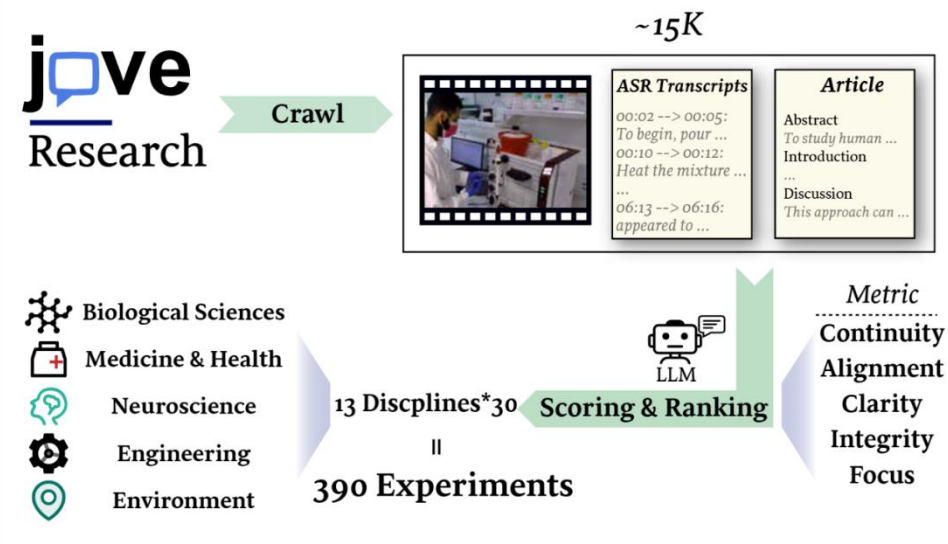 ~15K
jove
Research
Crawl
ASR Transcripts
00:02 --> 00:05:
To begin, pour ...
00:10 --> 00:12:
Heat the mixture ...
...
06:13 --> 06:16:
appeared to ...
Article
Abstract
To study human ...
Introduction
...
Discussion
This approach can ...
Biological Sciences
Medicine & Health
Neuroscience
Engineering
Environment
13 Discplines*30
=
390 Experiments
LLM
Scoring & Ranking
Metric
Continuity
Alignment
Clarity
Integrity
Focus